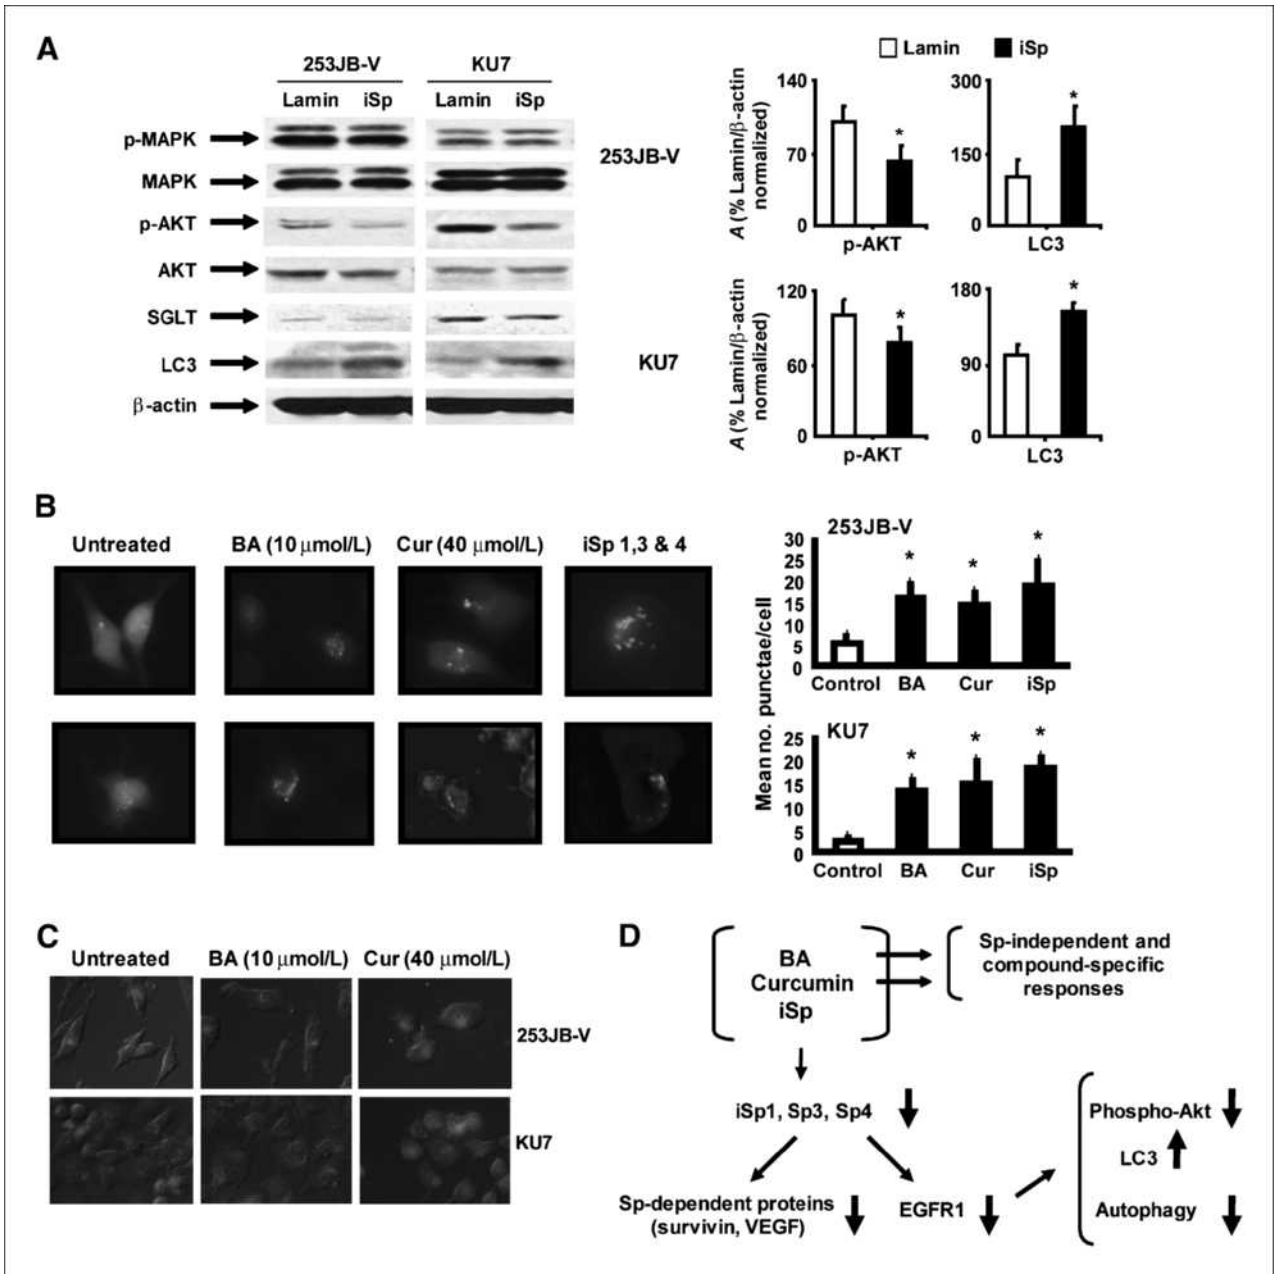 A
253JB-V
KU7
Lamin
iSp
Lamin
iSp
p-MAPK
MAPK
p-AKT
AKT
SGLT
LC3
β-actin
Lamin
iSp
253JB-V
A (% Lamin/β-actin
normalized)
140
70
0
*
p-AKT
300
150
0
*
LC3
KU7
A (% Lamin/β-actin
normalized)
120
60
0
*
p-AKT
180
90
0
*
LC3
B
Untreated
BA (10 μmol/L)
Cur (40 μmol/L)
iSp 1,3 & 4
Mean no. punctae/cell
253JB-V
30
25
20
15
10
5
0
*
*
*
Control
BA
Cur
iSp
KU7
25
20
15
10
5
0
*
*
*
Control
BA
Cur
iSp
C
Untreated
BA (10 μmol/L)
Cur (40 μmol/L)
253JB-V
KU7
D
BA
Curcumin
iSp
Sp-independent and
compound-specific
responses
iSp1, Sp3, Sp4
Sp-dependent proteins
(survivin, VEGF)
EGFR1
Phospho-Akt
LC3
Autophagy